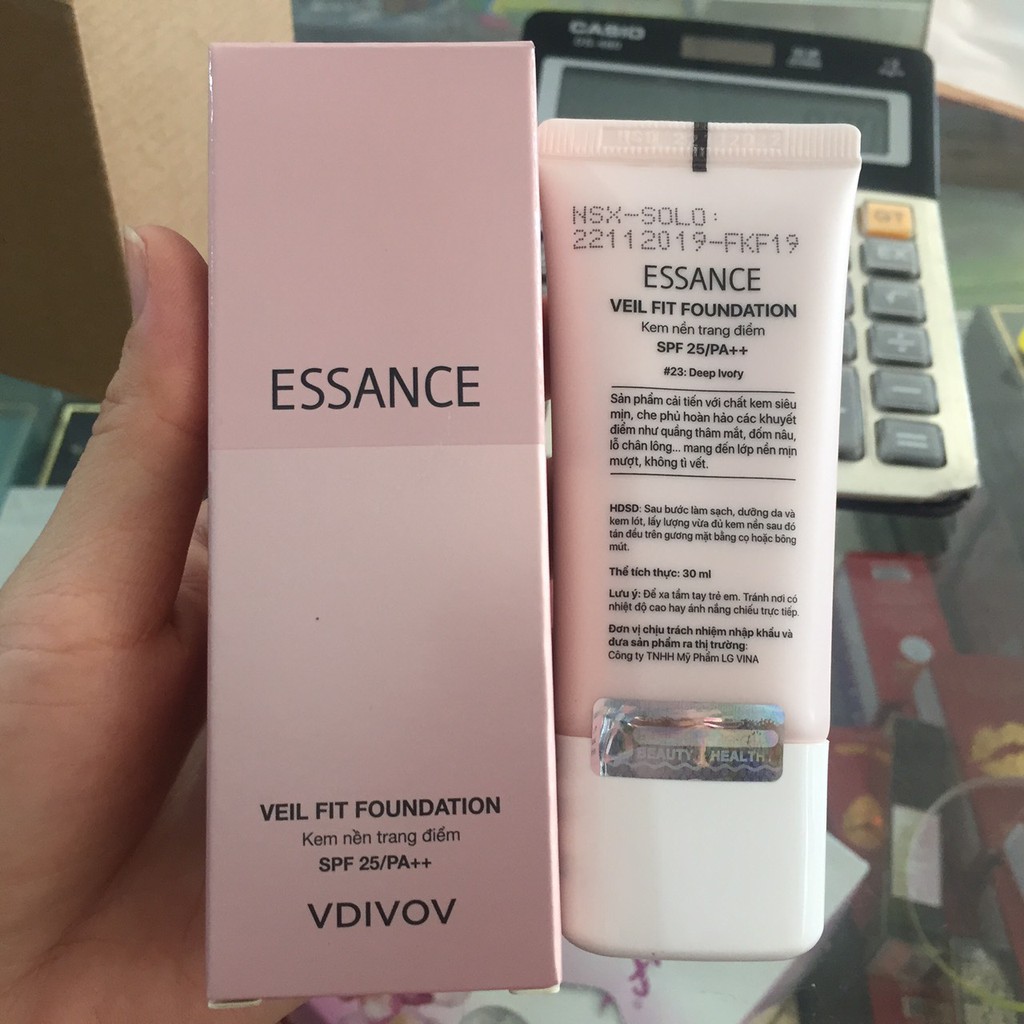 ESSANCE
VEIL FIT FOUNDATION
Kem nền trang điểm
SPF 25/PA++
VDIVOV
CASIO
GT
NSX-SOLO:
22112019-FKF19
ESSANCE
VEIL FIT FOUNDATION
Kem nền trang điểm
SPF 25/PA++
#23: Deep Ivory
Sản phẩm cải tiến với chất kem siêu
mịn, che phủ hoàn hảo các khuyết
điểm như quầng thâm mắt, đốm nâu,
lỗ chân lông... mang đến lớp nền mịn
mượt, không tì vết.
HDSD: Sau bước làm sạch, dưỡng da và
kem lót, lấy lượng vừa đủ kem nền sau đó
tán đều trên gương mặt bằng cọ hoặc bông
mút.
Thể tích thực: 30 ml
Lưu ý: Để xa tầm tay trẻ em. Tránh nơi có
nhiệt độ cao hay ánh nắng chiếu trực tiếp.
Đơn vị chịu trách nhiệm nhập khẩu và
đưa sản phẩm ra thị trường:
Công ty TNHH Mỹ Phẩm LG VINA
BEAUTY HEALTH